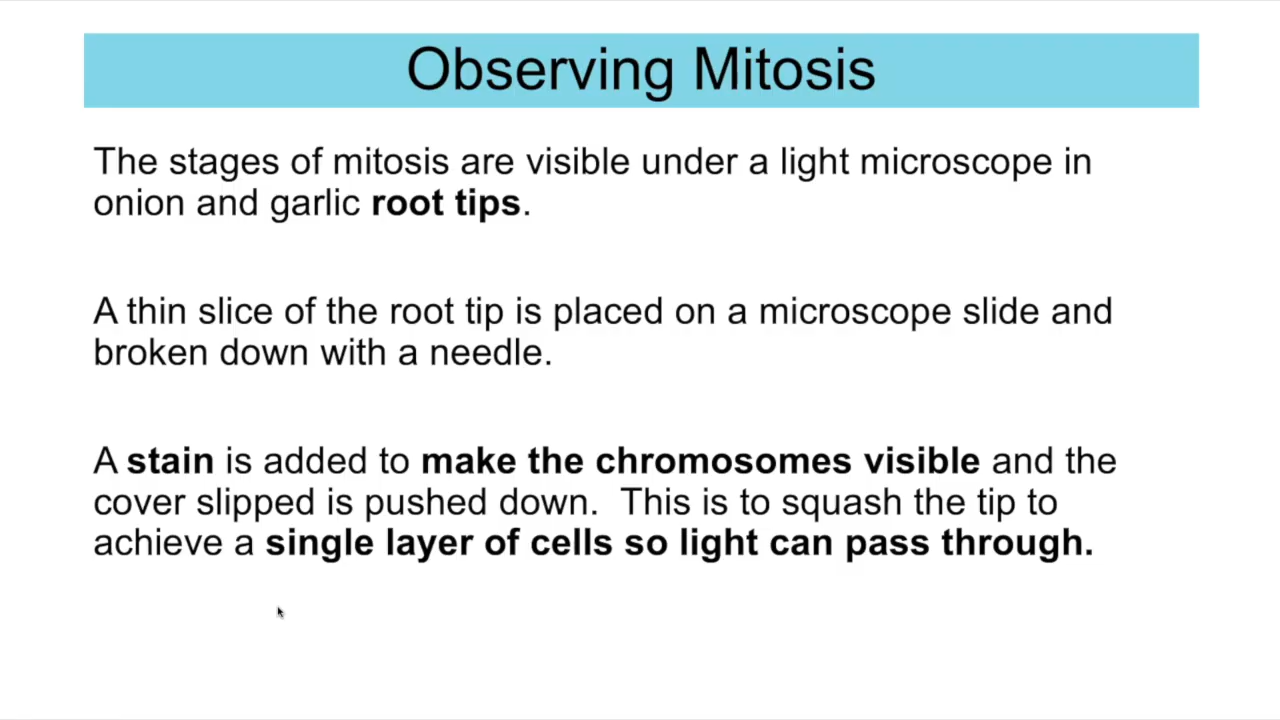 Observing Mitosis
The stages of mitosis are visible under a light microscope in
onion and garlic root tips.
A thin slice of the root tip is placed on a microscope slide and
broken down with a needle.
A stain is added to make the chromosomes visible and the
cover slipped is pushed down.  This is to squash the tip to
achieve a single layer of cells so light can pass through.